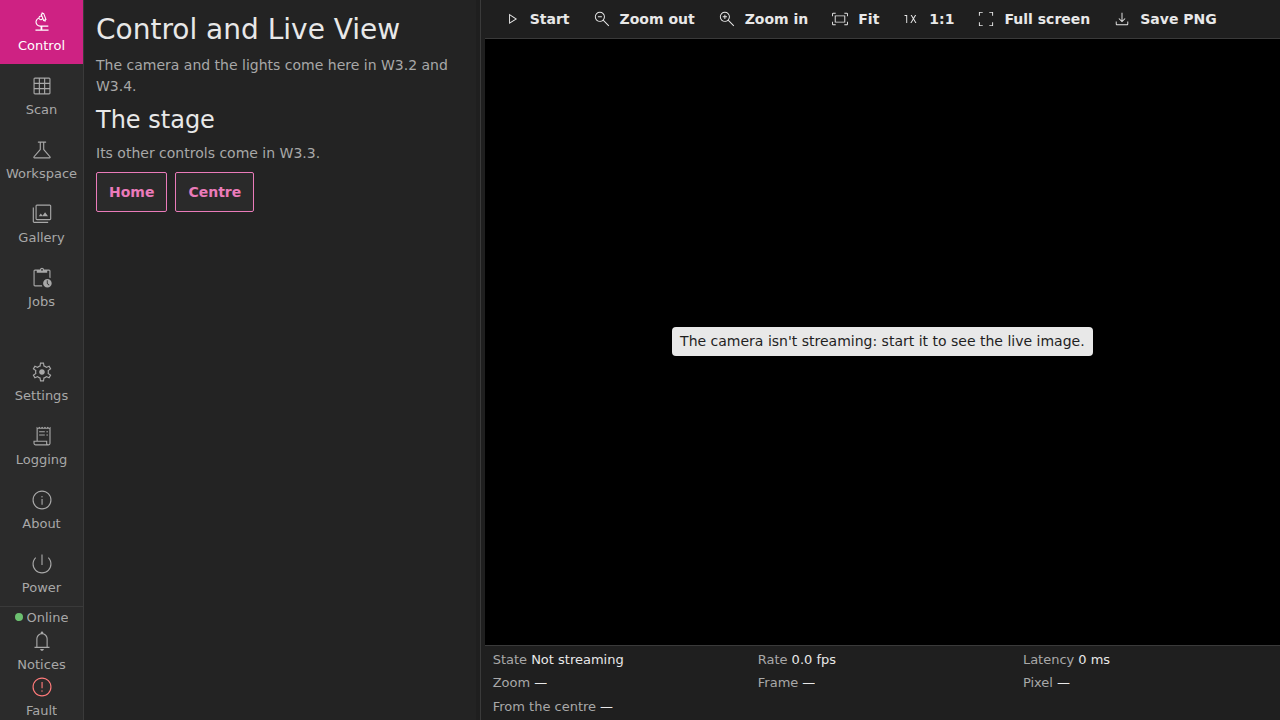 Control
Scan
Workspace
Gallery
Jobs
Settings
Logging
About
Power
Online
Notices
Fault
Control and Live View
The camera and the lights come here in W3.2 and
W3.4.
The stage
Its other controls come in W3.3.
Home Centre
Start Zoom out Zoom in Fit 1X 1:1 Full screen Save PNG
The camera isn't streaming: start it to see the live image.
State Not streaming Rate 0.0 fps Latency 0 ms
Zoom — Frame — Pixel —
From the centre —